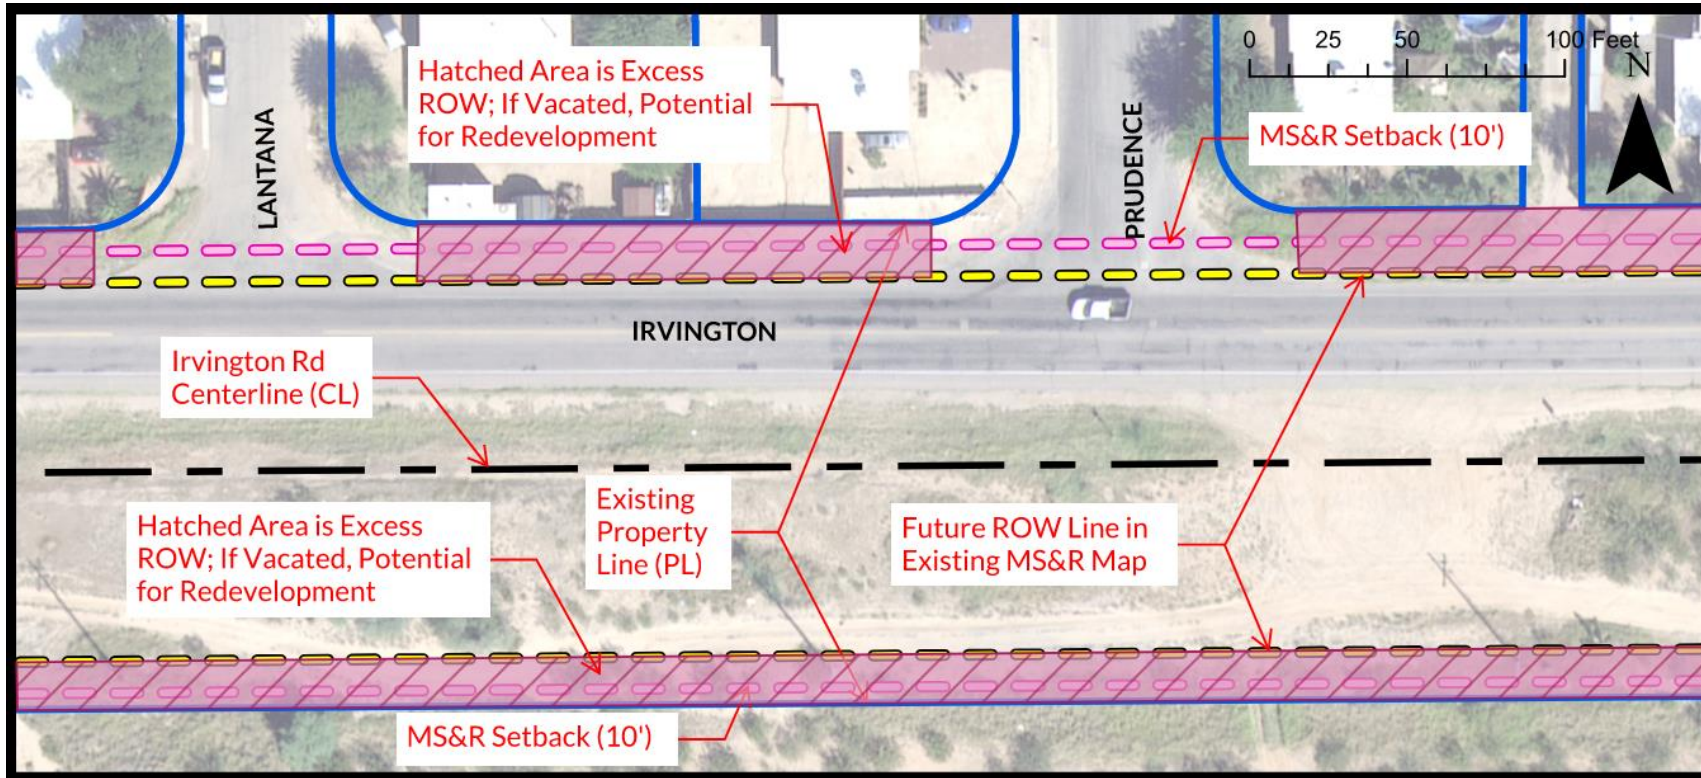 0 25 50 100 Feet
N
Hatched Area is Excess
ROW; If Vacated, Potential
for Redevelopment
MS&R Setback (10')
LANTANA
PRUDENCE
IRVINGTON
Irvington Rd
Centerline (CL)
Existing
Property
Line (PL)
Hatched Area is Excess
ROW; If Vacated, Potential
for Redevelopment
Future ROW Line in
Existing MS&R Map
MS&R Setback (10')